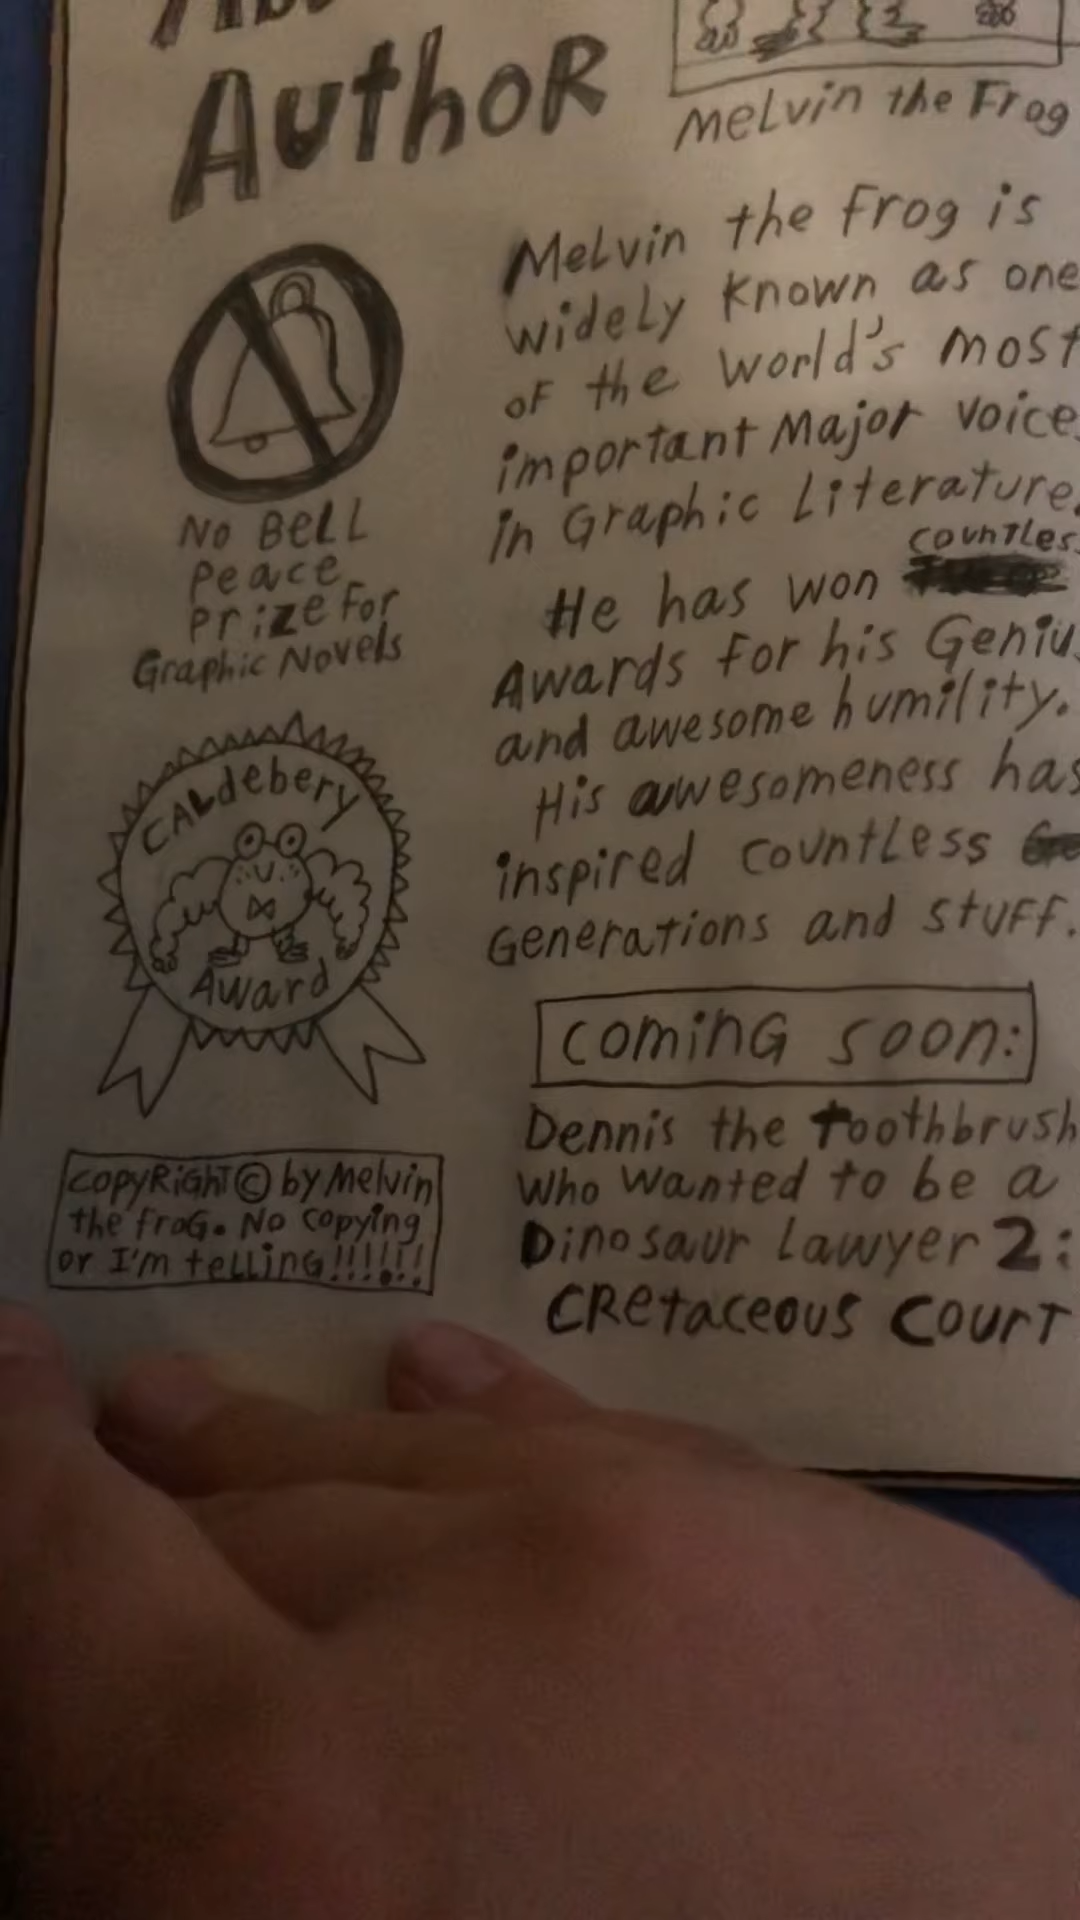 Author
Melvin the Frog
Melvin the Frog is
widely known as one
of the world's most
important Major voice
in Graphic Literature.
He has won countles
Awards for his Geniu
and awesome humility.
His awesomeness has
inspired countless
Generations and stuff.
No Bell
Peace
Prize For
Graphic Novels
CALdebery
Award
copyRiGhT © by Melvin
the froG. No copying
or I'm tellinG!!!!!!
Coming soon:
Dennis the toothbrush
Who Wanted to be a
Dinosaur Lawyer 2:
CRetaceous Court